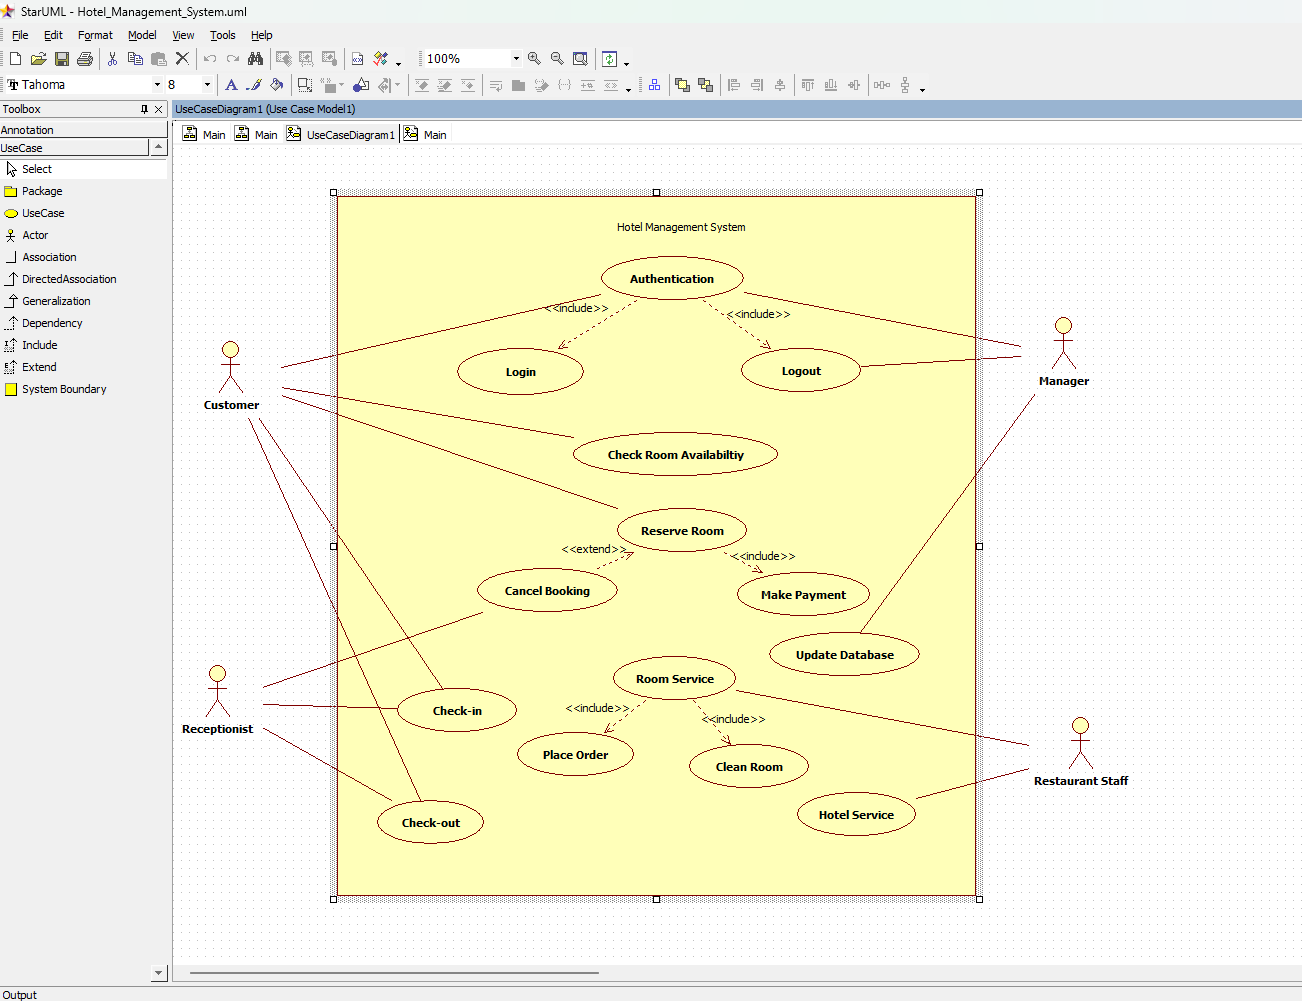 StarUML - Hotel_Management_System.uml
File Edit Format Model View Tools Help
100%
Tahoma 8
Toolbox
UseCaseDiagram1 (Use Case Model1)
Annotation
UseCase
Main Main UseCaseDiagram1 Main
Select
Package
UseCase
Actor
Association
DirectedAssociation
Generalization
Dependency
Include
Extend
System Boundary
Hotel Management System
Authentication
<<include>>
<<include>>
Login
Logout
Customer
Manager
Check Room Availabiltiy
Reserve Room
<<extend>>
<<include>>
Cancel Booking
Make Payment
Update Database
Room Service
<<include>>
<<include>>
Check-in
Receptionist
Place Order
Clean Room
Restaurant Staff
Hotel Service
Check-out
Output